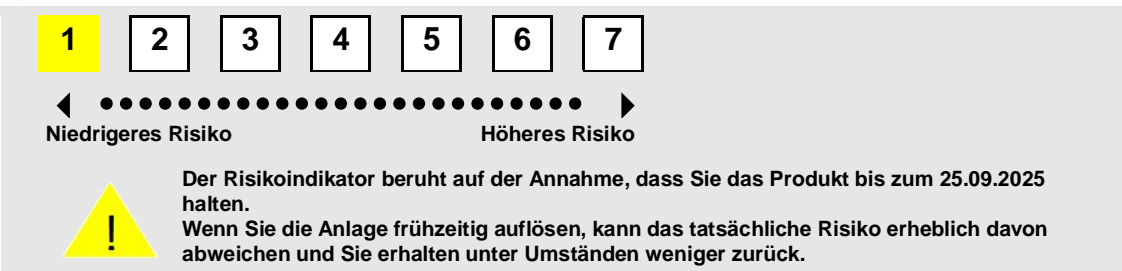 1 2 3 4 5 6 7
Niedrigeres Risiko Höheres Risiko
Der Risikoindikator beruht auf der Annahme, dass Sie das Produkt bis zum 25.09.2025
halten.
Wenn Sie die Anlage frühzeitig auflösen, kann das tatsächliche Risiko erheblich davon
abweichen und Sie erhalten unter Umständen weniger zurück.
!